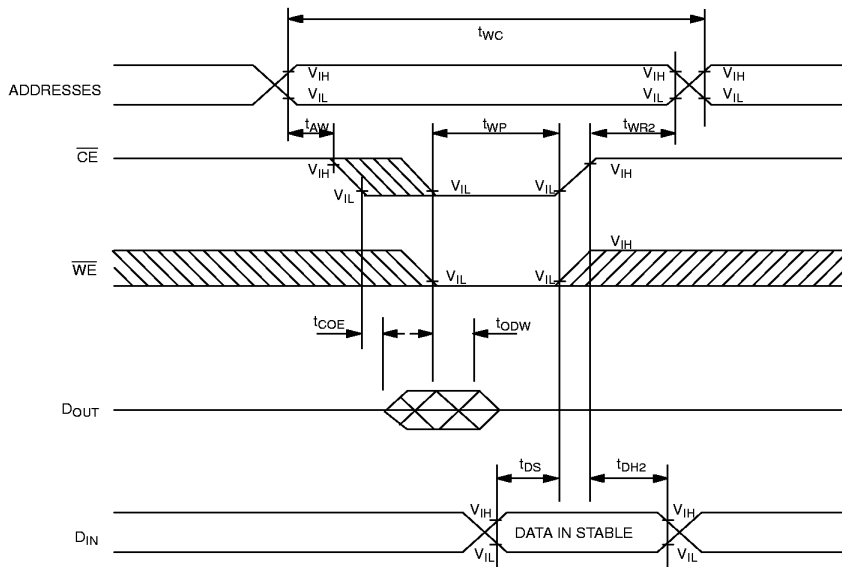 tWC
VIH VIH VIH
ADDRESSES
VIL VIL VIL
tAW tWP tWR2
CE
VIH VIH
VIL VIL VIL
VIH
WE
VIL VIL
tCOE tODW
DOUT
tDS tDH2
VIH DATA IN STABLE VIH
DIN
VIL VIL